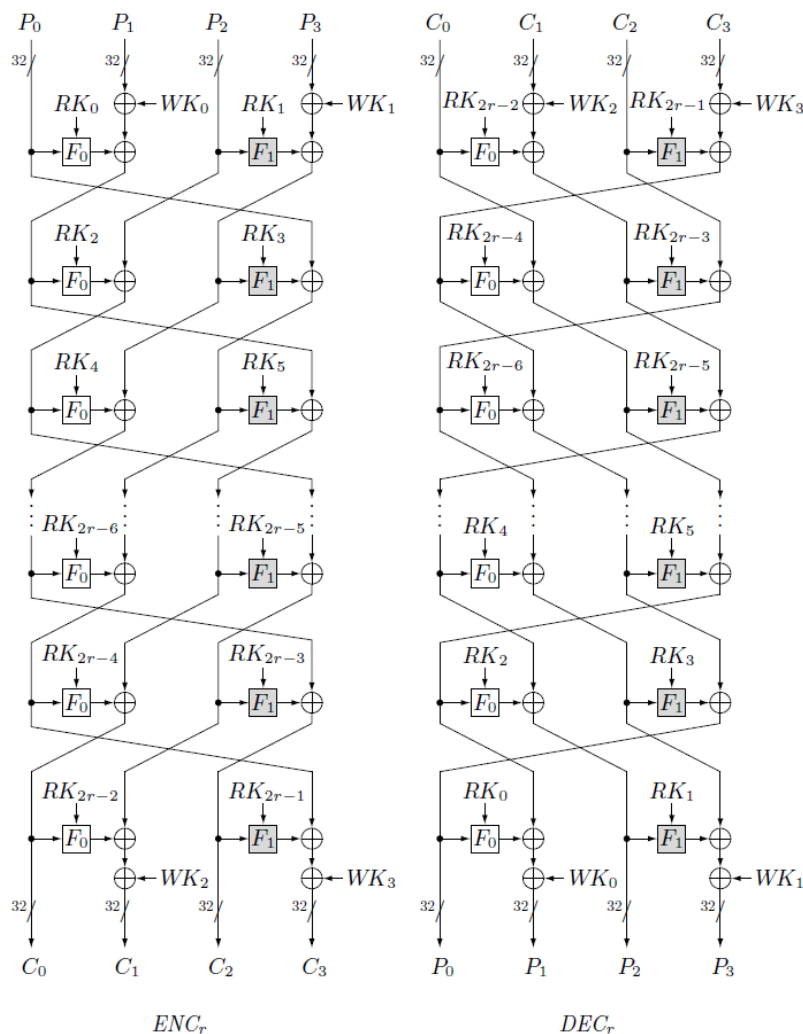 P₀ P₁ P₂ P₃ C₀ C₁ C₂ C₃
32 32 32 32 32 32 32 32
RK₀ WK₀ RK₁ WK₁ RK₂ᵣ₋₂ WK₂ RK₂ᵣ₋₁ WK₃
F₀ F₁ F₀ F₁
RK₂ RK₃ RK₂ᵣ₋₄ RK₂ᵣ₋₃
F₀ F₁ F₀ F₁
RK₄ RK₅ RK₂ᵣ₋₆ RK₂ᵣ₋₅
F₀ F₁ F₀ F₁
RK₂ᵣ₋₆ RK₂ᵣ₋₅ RK₄ RK₅
F₀ F₁ F₀ F₁
RK₂ᵣ₋₄ RK₂ᵣ₋₃ RK₂ RK₃
F₀ F₁ F₀ F₁
RK₂ᵣ₋₂ RK₂ᵣ₋₁ RK₀ RK₁
F₀ F₁ F₀ F₁
WK₂ WK₃ WK₀ WK₁
32 32 32 32 32 32 32 32
C₀ C₁ C₂ C₃ P₀ P₁ P₂ P₃
ENCᵣ DECᵣ